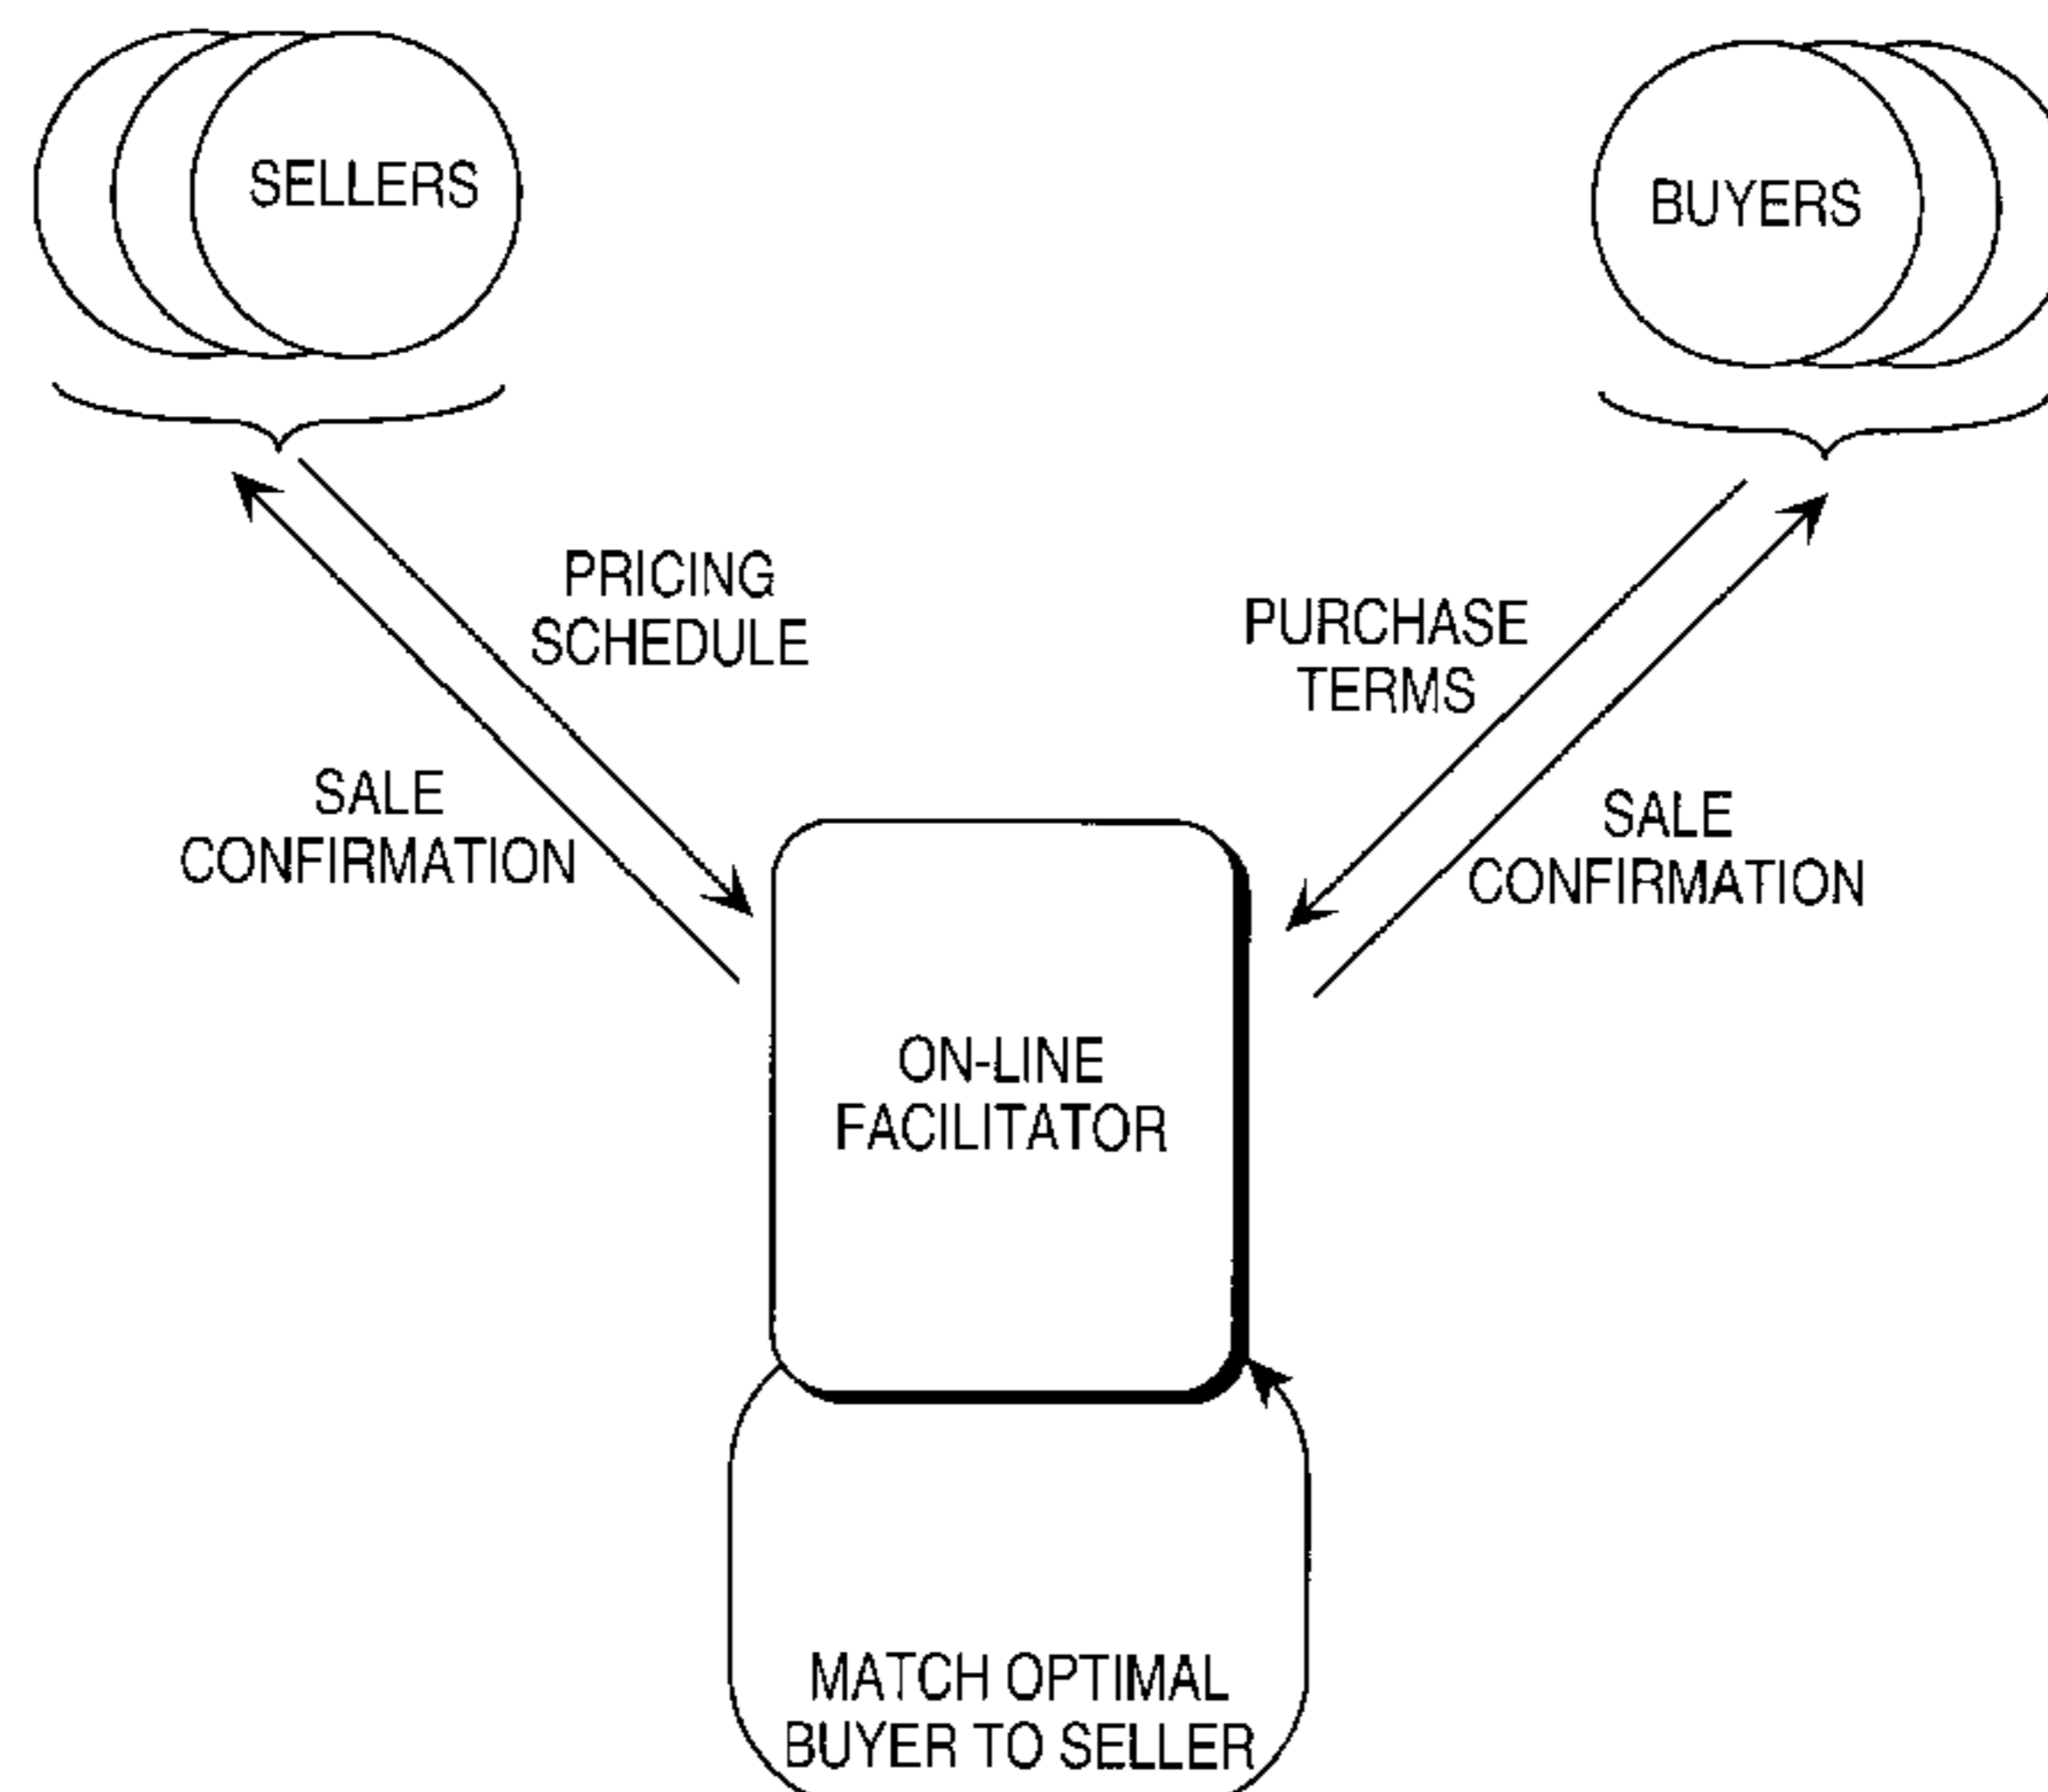 SELLERS
BUYERS
PRICING
SCHEDULE
PURCHASE
TERMS
SALE
CONFIRMATION
SALE
CONFIRMATION
ON-LINE
FACILITATOR
MATCH OPTIMAL
BUYER TO SELLER